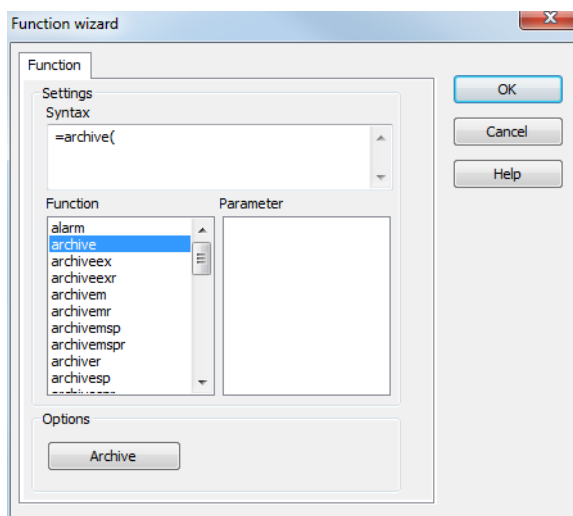 Function wizard
Function
Settings
Syntax
=archive(
Function
Parameter
alarm
archive
archiveex
archiveexr
archivem
archivemr
archivemsp
archivemspr
archiver
archivesp
Options
Archive
OK
Cancel
Help